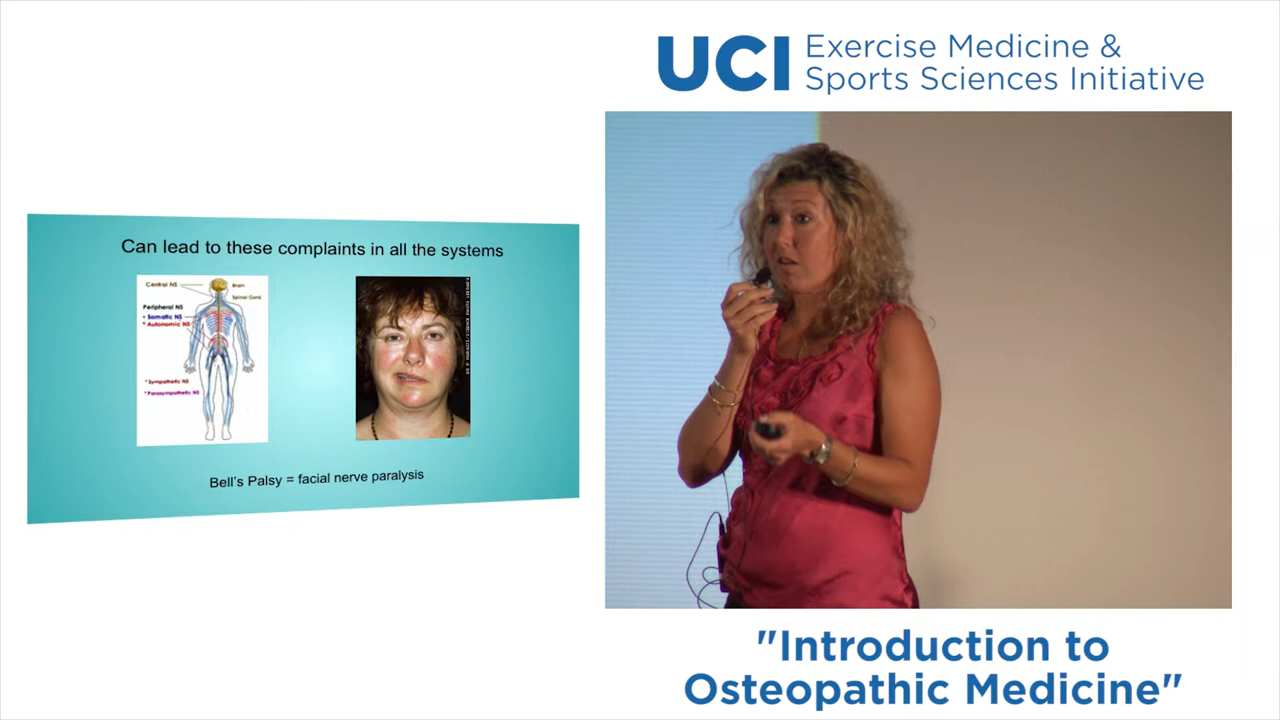 UCI Exercise Medicine &
Sports Sciences Initiative
Can lead to these complaints in all the systems
Central NS
Brain
Spinal Cord
Peripheral NS
+ Somatic NS
* Autonomic NS
* Sympathetic NS
* Parasympathetic NS
Bell's Palsy = facial nerve paralysis
"Introduction to
Osteopathic Medicine"